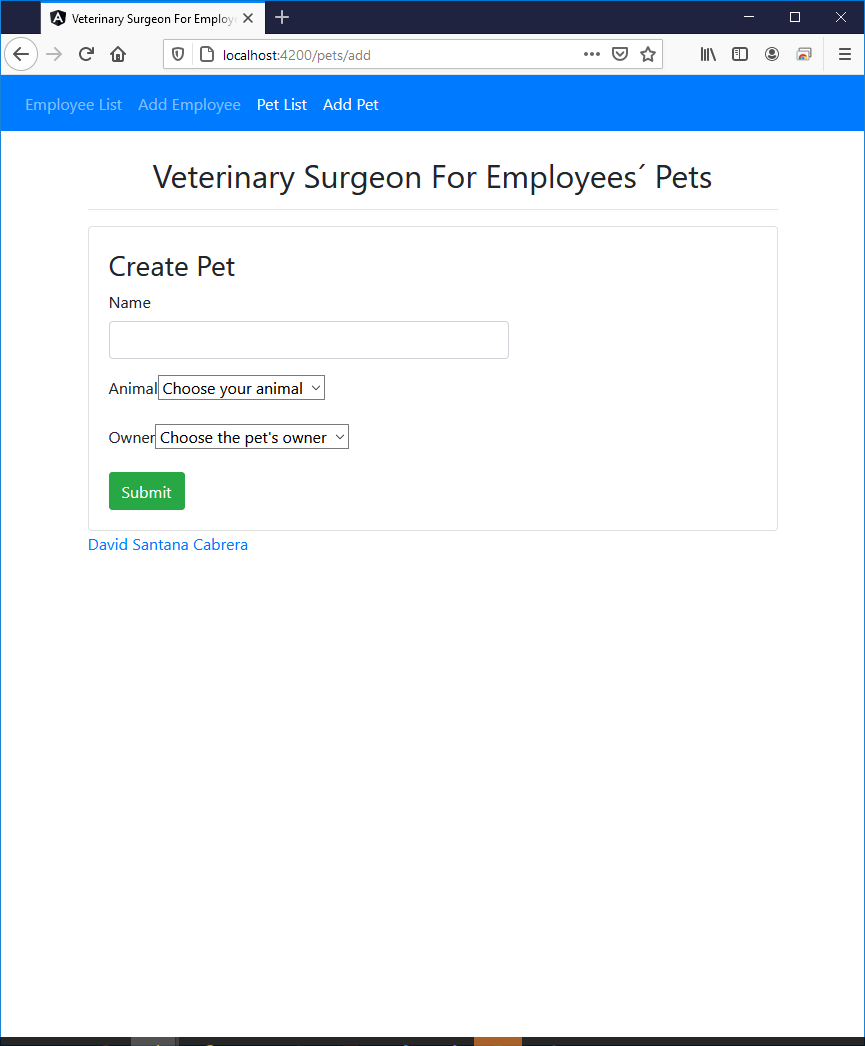 Veterinary Surgeon For Employe
localhost:4200/pets/add
Employee List Add Employee Pet List Add Pet
Veterinary Surgeon For Employees´ Pets
Create Pet
Name
Animal Choose your animal
Owner Choose the pet's owner
Submit
David Santana Cabrera